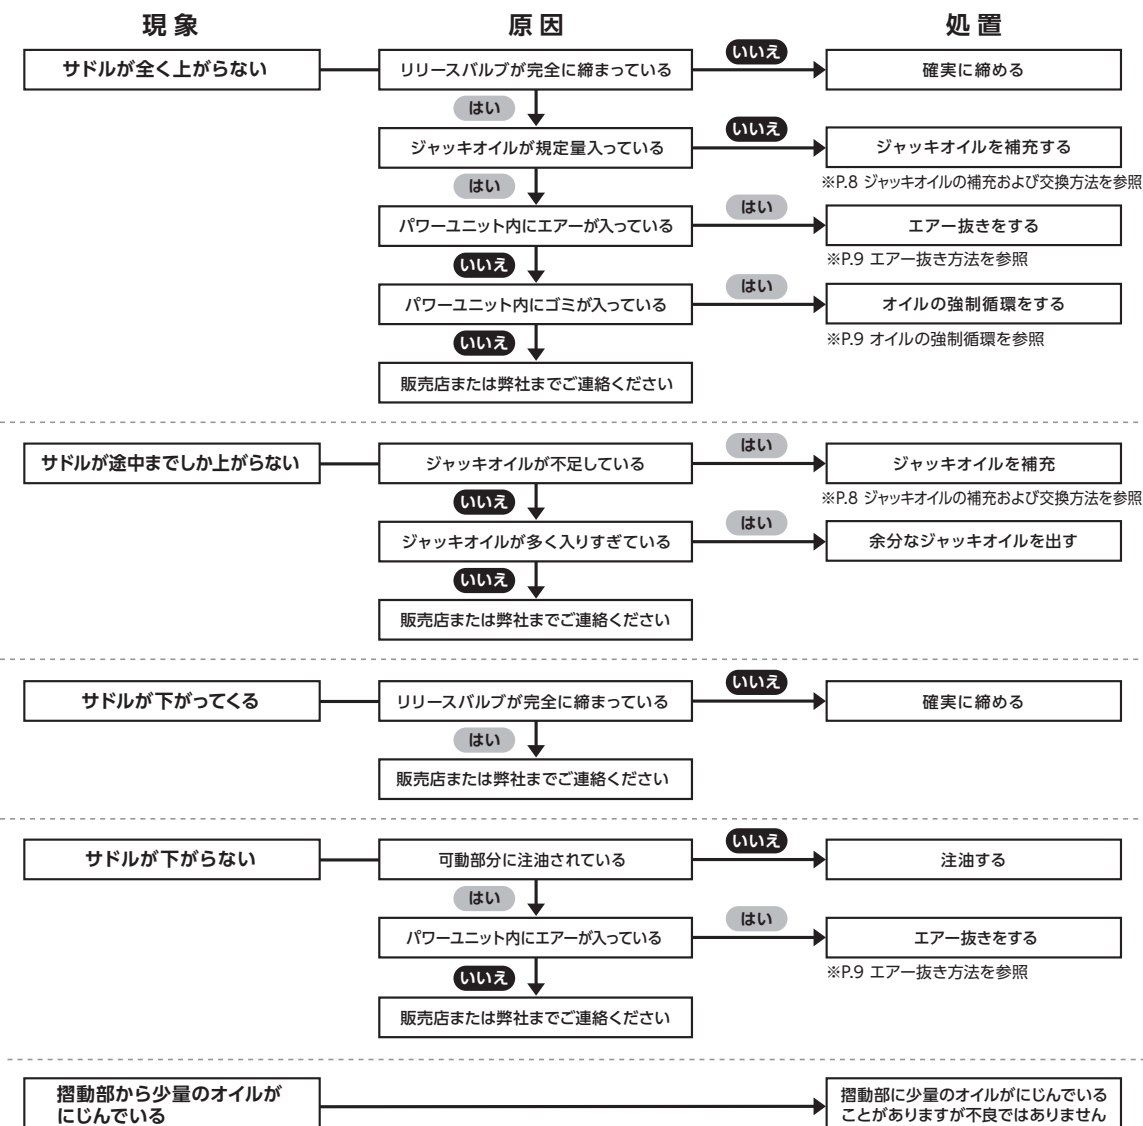 現象
原因
処置
サドルが全く上がらない
リリースバルブが完全に締まっている
いいえ
確実に締める
はい
ジャッキオイルが規定量入っている
いいえ
ジャッキオイルを補充する
※P.8 ジャッキオイルの補充および交換方法を参照
はい
パワーユニット内にエアーが入っている
はい
エアー抜きをする
※P.9 エアー抜き方法を参照
いいえ
パワーユニット内にゴミが入っている
はい
オイルの強制循環をする
※P.9 オイルの強制循環を参照
いいえ
販売店または弊社までご連絡ください
サドルが途中までしか上がらない
ジャッキオイルが不足している
はい
ジャッキオイルを補充
※P.8 ジャッキオイルの補充および交換方法を参照
いいえ
ジャッキオイルが多く入りすぎている
はい
余分なジャッキオイルを出す
いいえ
販売店または弊社までご連絡ください
サドルが下がってくる
リリースバルブが完全に締まっている
いいえ
確実に締める
はい
販売店または弊社までご連絡ください
サドルが下がらない
可動部分に注油されている
いいえ
注油する
はい
パワーユニット内にエアーが入っている
はい
エアー抜きをする
※P.9 エアー抜き方法を参照
いいえ
販売店または弊社までご連絡ください
摺動部から少量のオイルが
にじんでいる
摺動部に少量のオイルがにじんでいる
ことがありますが不良ではありません